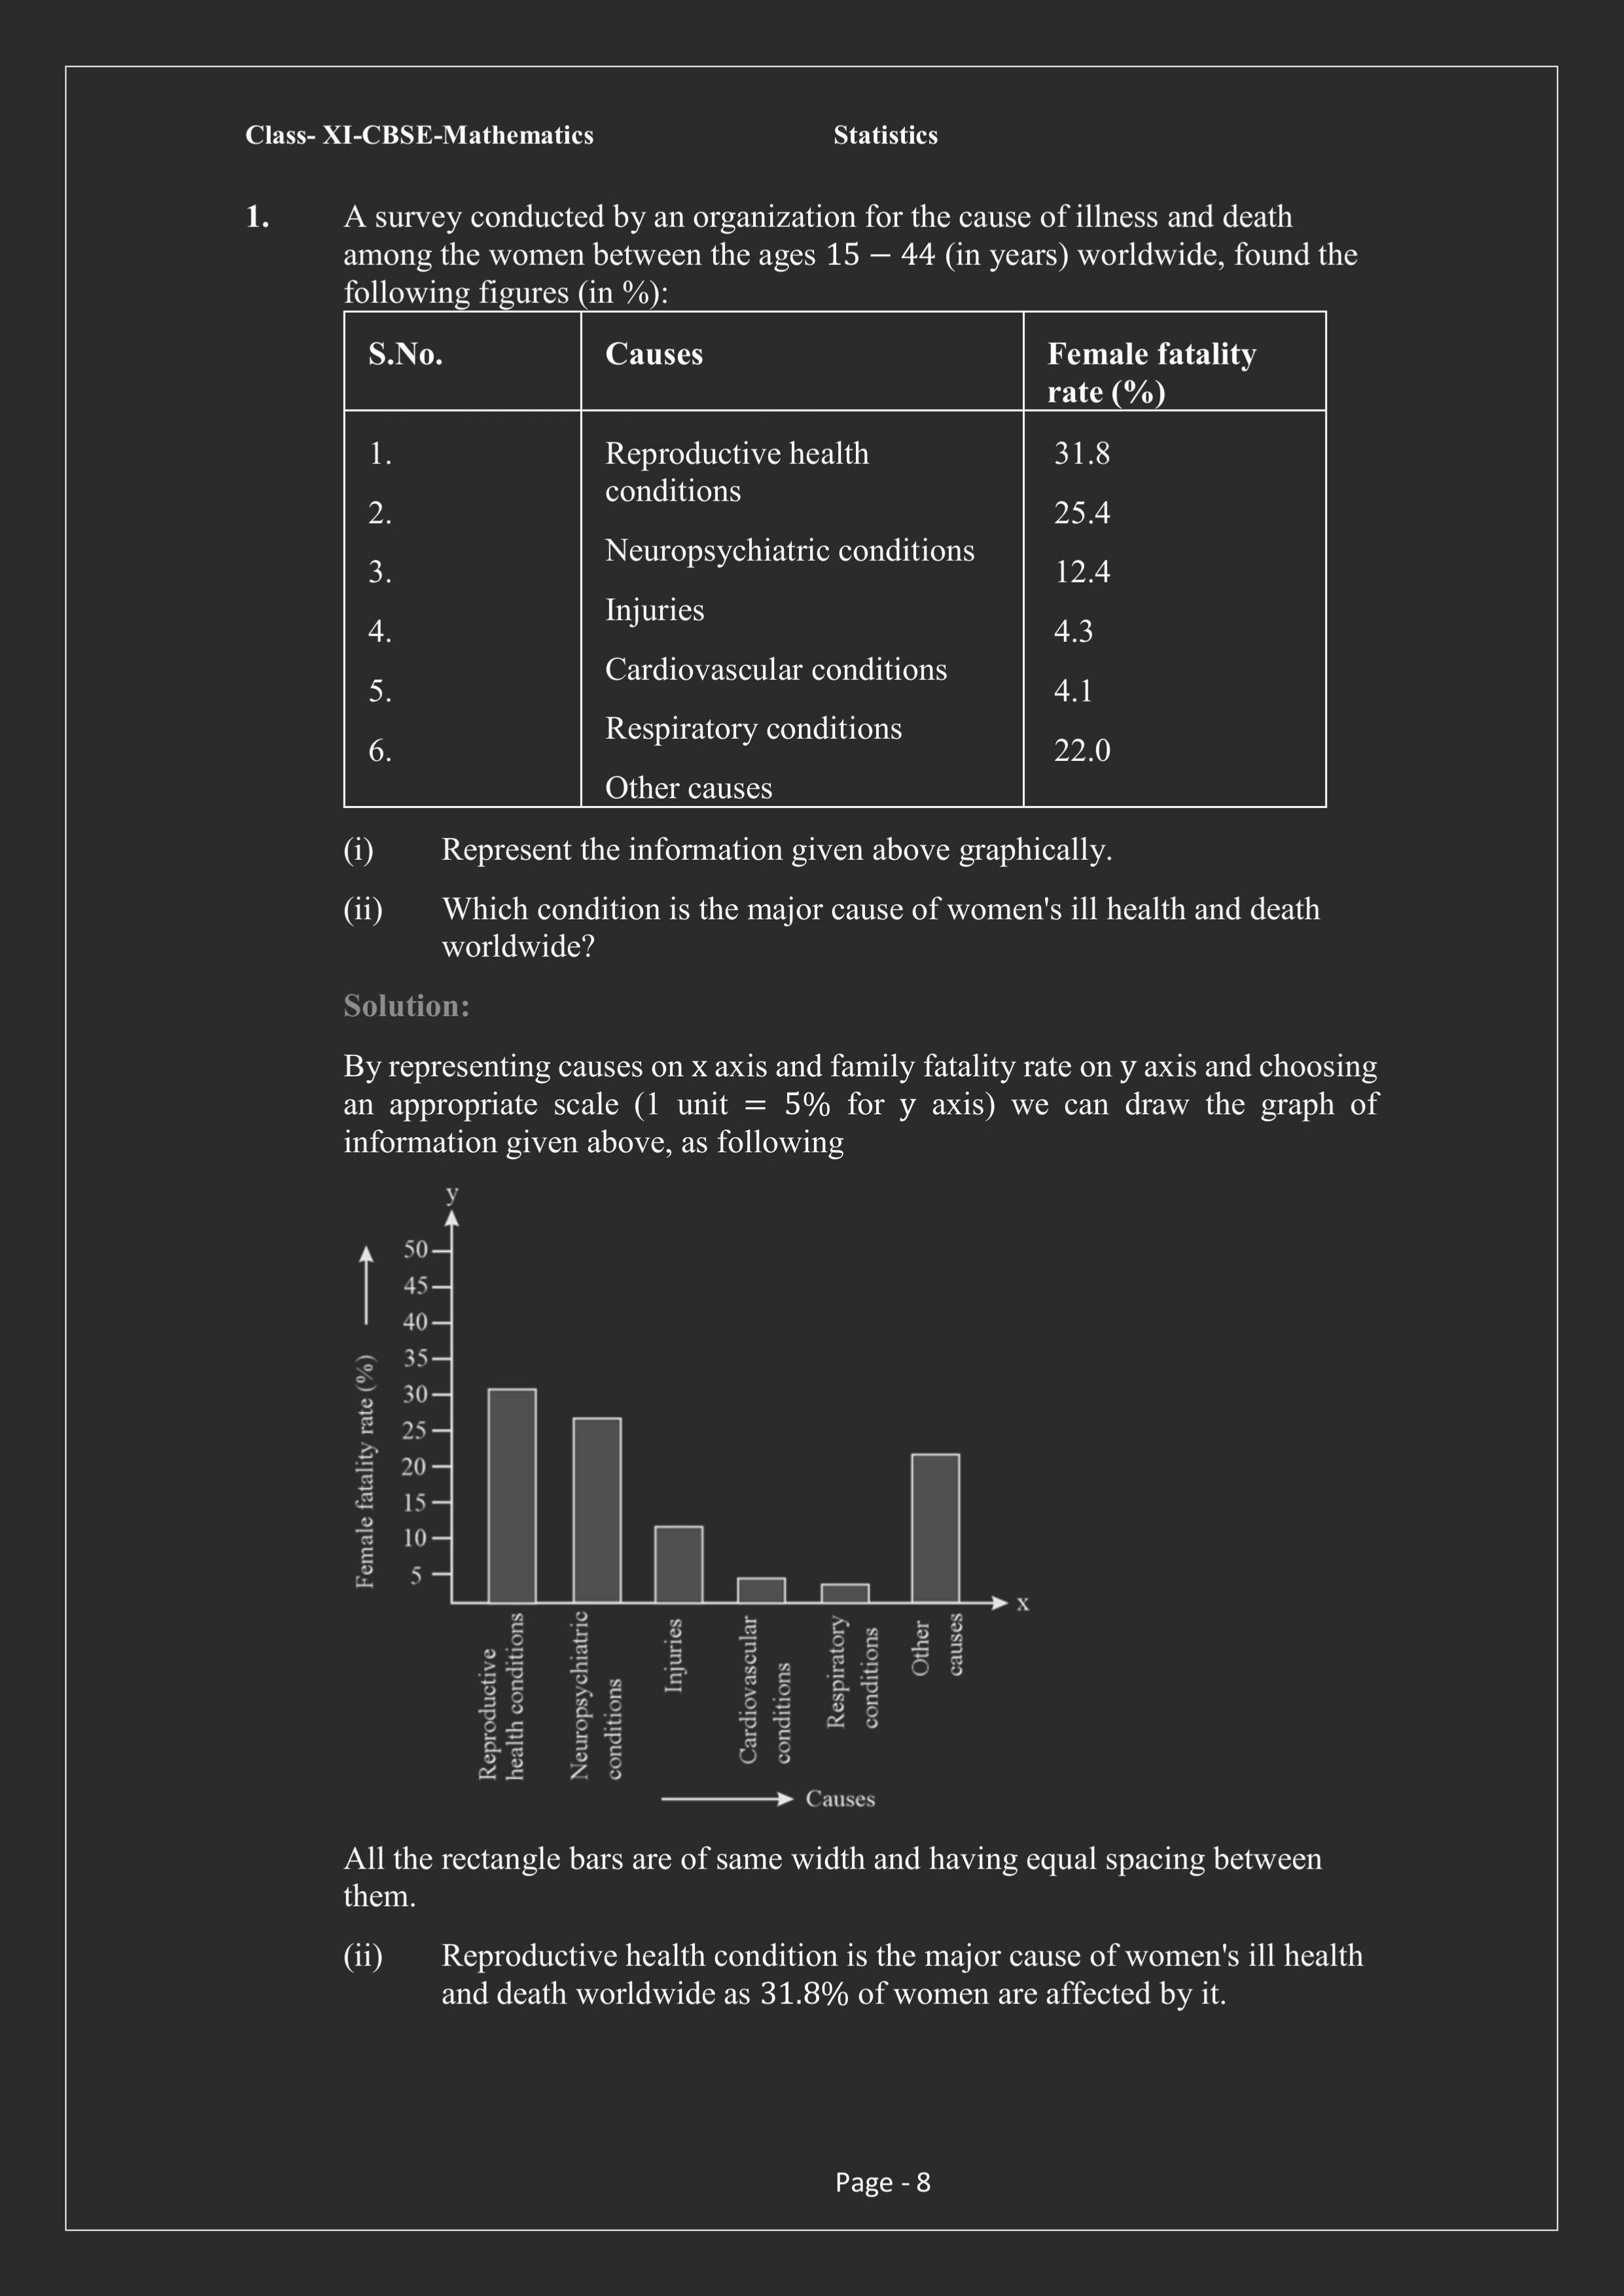 Class- XI-CBSE-Mathematics Statistics
1. A survey conducted by an organization for the cause of illness and death
among the women between the ages 15 – 44 (in years) worldwide, found the
following figures (in %):
S.No. Causes Female fatality
rate (%)
1. Reproductive health 31.8
conditions
2. 25.4
Neuropsychiatric conditions
3. 12.4
Injuries
4. 4.3
Cardiovascular conditions
5. 4.1
Respiratory conditions
6. 22.0
Other causes
(i) Represent the information given above graphically.
(ii) Which condition is the major cause of women's ill health and death
worldwide?
Solution:
By representing causes on x axis and family fatality rate on y axis and choosing
an appropriate scale (1 unit = 5% for y axis) we can draw the graph of
information given above, as following
y
50
45
40
35
30
25
20
15
10
5
Female fatality rate (%)
x
Reproductive
health conditions
Neuropsychiatric
conditions
Injuries
Cardiovascular
conditions
Respiratory
conditions
Other
causes
Causes
All the rectangle bars are of same width and having equal spacing between
them.
(ii) Reproductive health condition is the major cause of women's ill health
and death worldwide as 31.8% of women are affected by it.
Page - 8